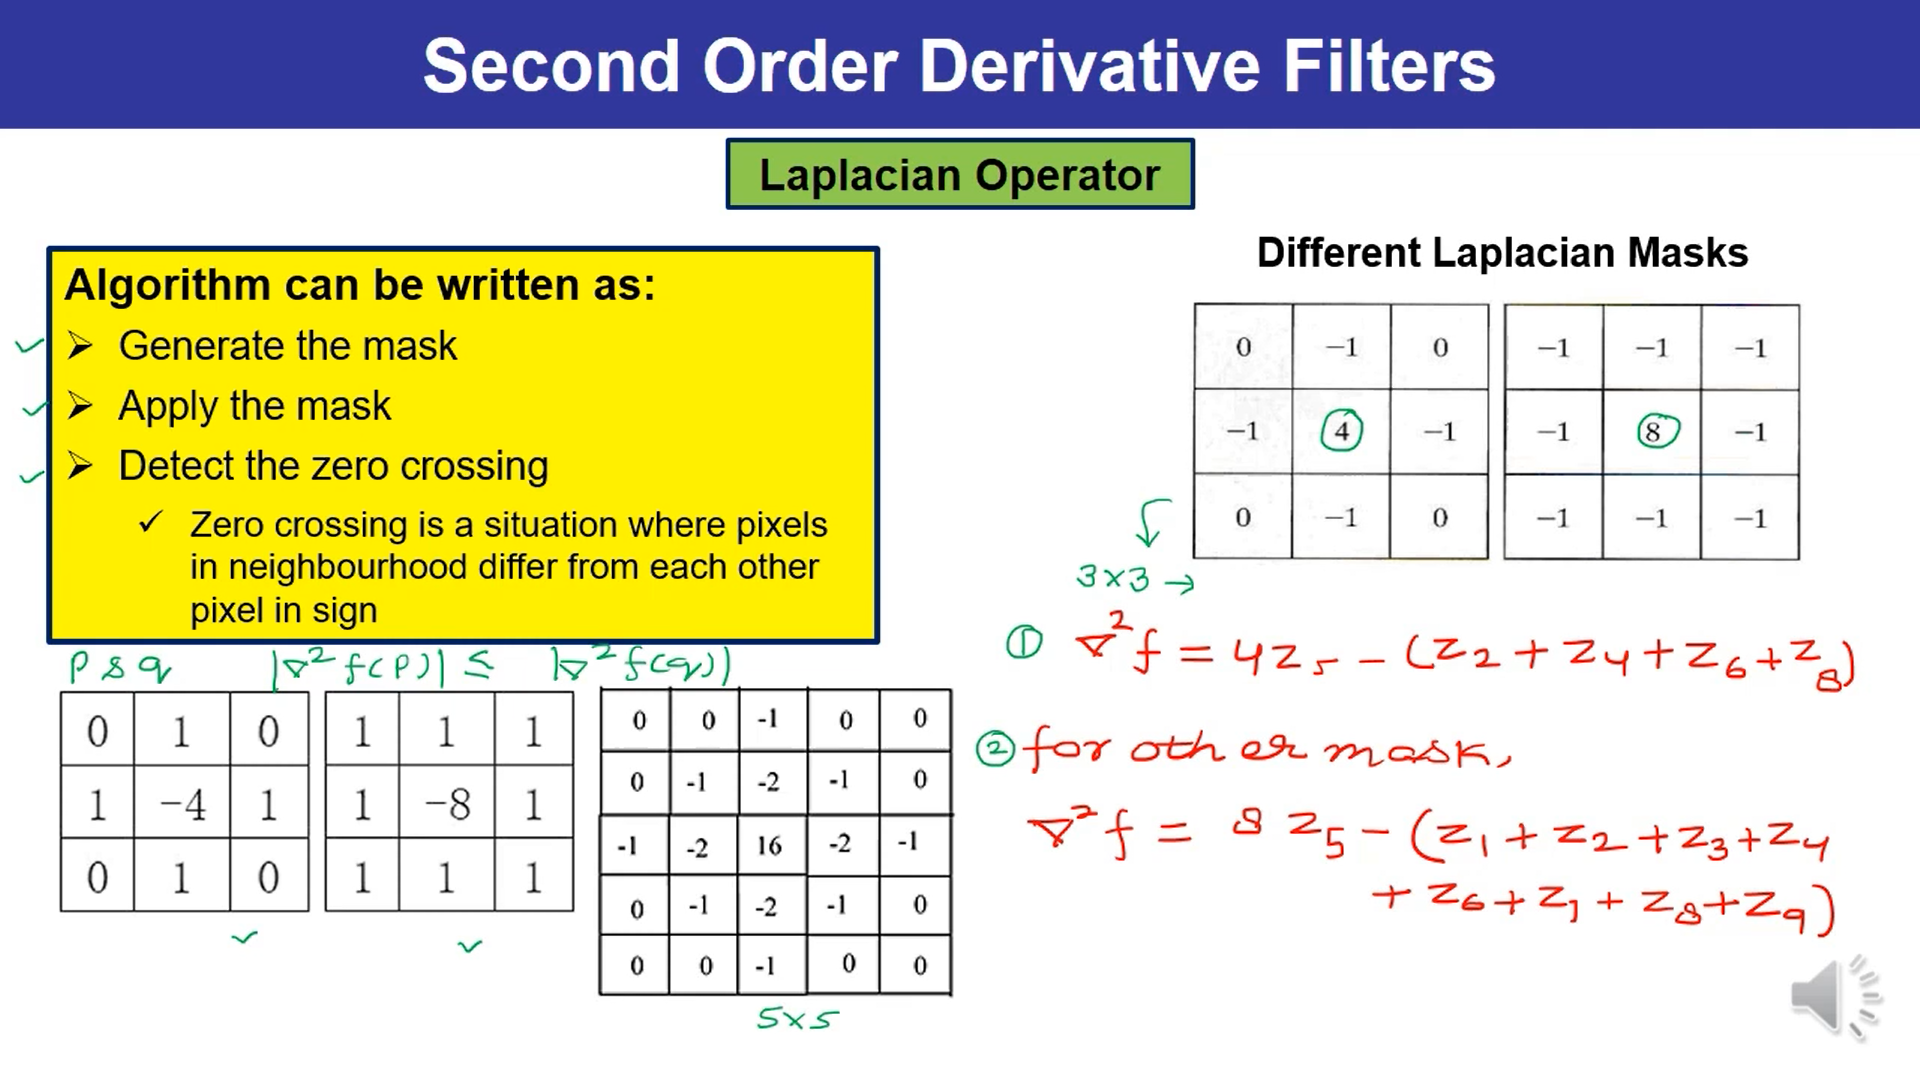 Second Order Derivative Filters
Laplacian Operator
Algorithm can be written as:
Generate the mask
Apply the mask
Detect the zero crossing
Zero crossing is a situation where pixels
in neighbourhood differ from each other
pixel in sign
p & q |∇²f(p)| ≤ |∇²f(q)|
0 1 0
1 -4 1
0 1 0
1 1 1
1 -8 1
1 1 1
0 0 -1 0 0
0 -1 -2 -1 0
-1 -2 16 -2 -1
0 -1 -2 -1 0
0 0 -1 0 0
5×5
Different Laplacian Masks
0 −1 0
−1 4 −1
0 −1 0
−1 −1 −1
−1 8 −1
−1 −1 −1
3×3 →
① ∇²f = 4z₅ − (z₂ + z₄ + z₆ + z₈)
② for other mask,
∇²f = 8z₅ − (z₁ + z₂ + z₃ + z₄
+ z₆ + z₇ + z₈ + z₉)